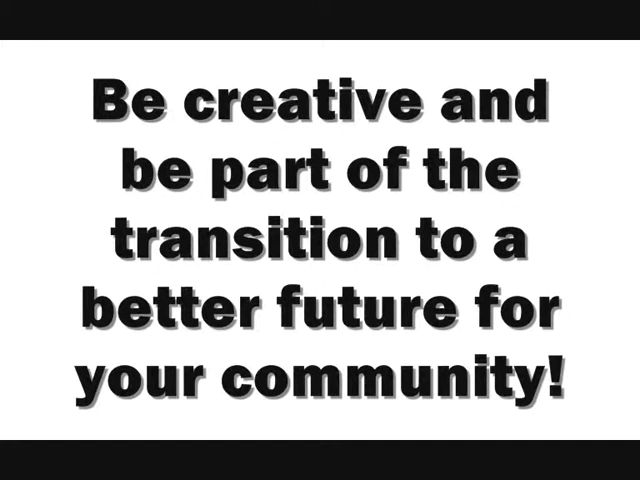 Be creative and
be part of the
transition to a
better future for
your community!